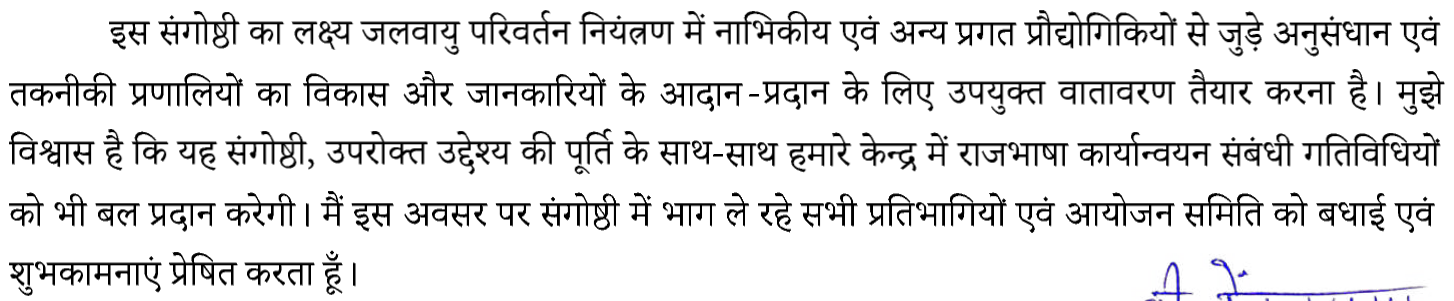 इस संगोष्ठी का लक्ष्य जलवायु परिवर्तन नियंत्रण में नाभिकीय एवं अन्य प्रगत प्रौद्योगिकियों से जुड़े अनुसंधान एवं
तकनीकी प्रणालियों का विकास और जानकारियों के आदान-प्रदान के लिए उपयुक्त वातावरण तैयार करना है। मुझे
विश्वास है कि यह संगोष्ठी, उपरोक्त उद्देश्य की पूर्ति के साथ-साथ हमारे केन्द्र में राजभाषा कार्यान्वयन संबंधी गतिविधियों
को भी बल प्रदान करेगी। मैं इस अवसर पर संगोष्ठी में भाग ले रहे सभी प्रतिभागियों एवं आयोजन समिति को बधाई एवं
शुभकामनाएं प्रेषित करता हूँ।